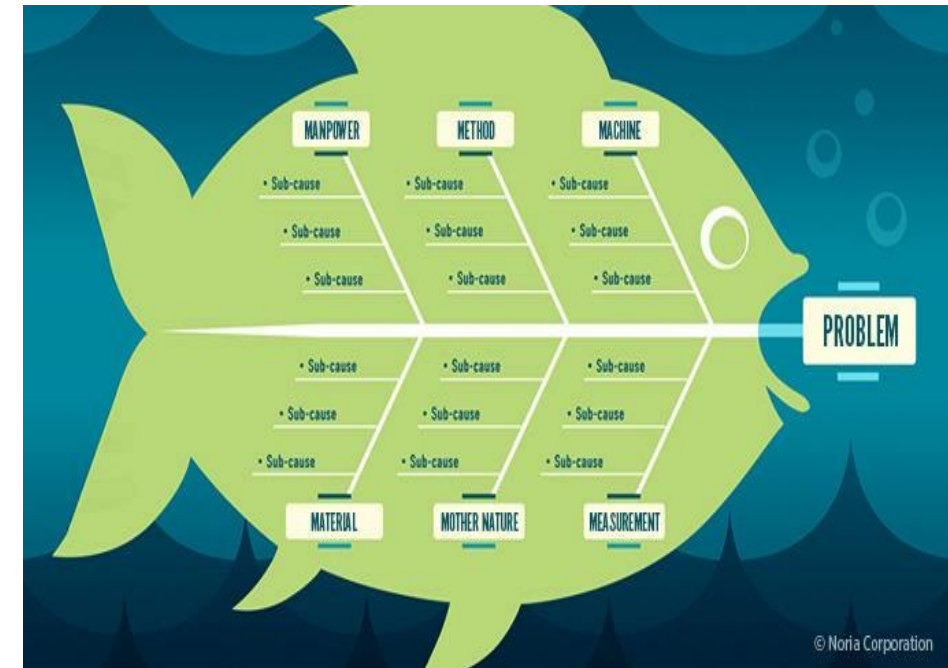 MANPOWER
METHOD
MACHINE
• Sub-cause
• Sub-cause
• Sub-cause
• Sub-cause
• Sub-cause
• Sub-cause
• Sub-cause
• Sub-cause
• Sub-cause
PROBLEM
• Sub-cause
• Sub-cause
• Sub-cause
• Sub-cause
• Sub-cause
• Sub-cause
• Sub-cause
• Sub-cause
• Sub-cause
MATERIAL
MOTHER NATURE
MEASUREMENT
© Noria Corporation